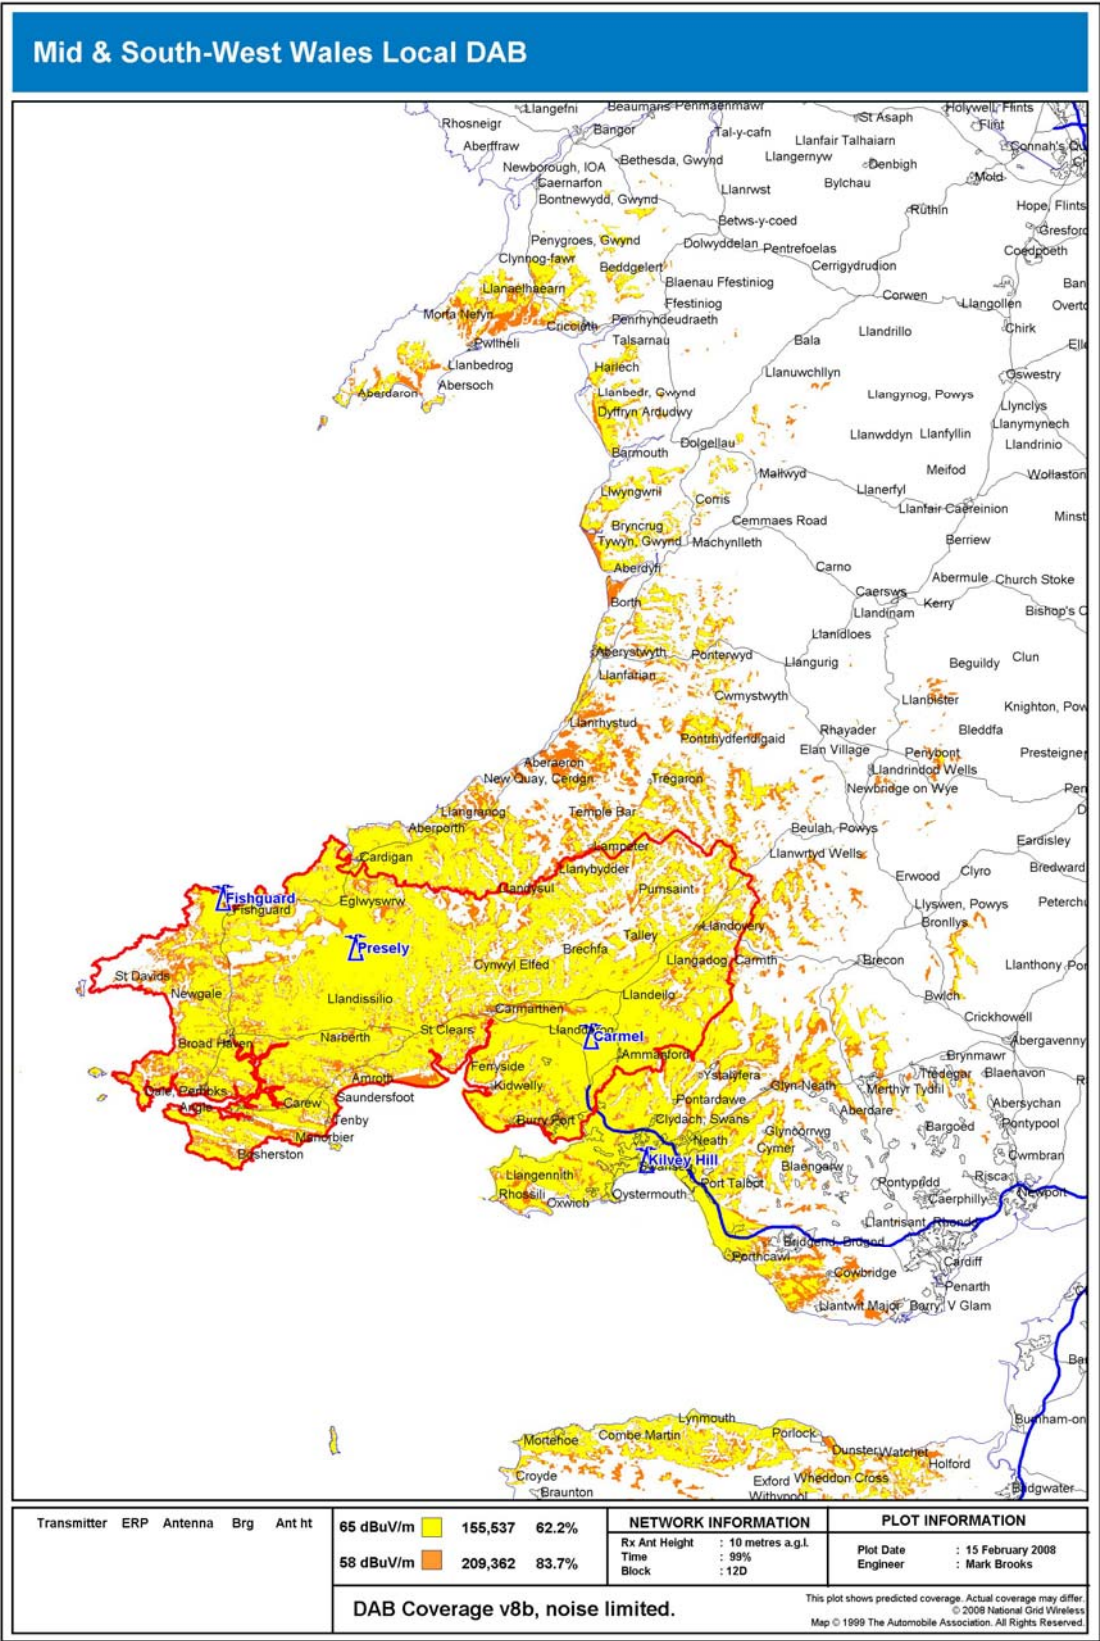 Mid & South-West Wales Local DAB
Llangefni Beaumaris Penmaenmawr Holywell, Flints
Rhosneigr Bangor Tal-y-cafn St Asaph Flint
Aberffraw Llanfair Talhaiarn
Bethesda, Gwynd Llangernyw Denbigh
Newborough, IOA Mold
Caernarfon Llanrwst Bylchau
Bontnewydd, Gwynd Hope, Flints
Betws-y-coed Ruthin
Penygroes, Gwynd Dolwyddelan Pentrefoelas Coedpoeth
Clynnog-fawr Beddgelert Cerrigydrudion
Llanaelhaearn Blaenau Ffestiniog Corwen
Morfa Nefyn Ffestiniog Llangollen
Criccieth Penrhyndeudraeth Llandrillo Chirk
Pwllheli Talsarnau Bala
Llanbedrog Harlech Llanuwchllyn Oswestry
Aberdaron Abersoch Llanbedr, Gwynd Llangynog, Powys Llynclys
Dyffryn Ardudwy Llanymynech
Barmouth Dolgellau Llanwddyn Llanfyllin Llandrinio
Mallwyd Meifod Wollaston
Llwyngwril Corris Llanerfyl
Bryncrug Cemmaes Road Llanfair Caereinion
Tywyn, Gwynd Machynlleth Berriew
Aberdyfi Carno Abermule Church Stoke
Borth Caersws Kerry
Llandinam
Llanidloes
Aberystwyth Ponterwyd Llangurig Beguildy Clun
Llanfarian Cwmystwyth Llanbister
Llanrhystud Pontrhydfendigaid Rhayader Bleddfa
Elan Village Penybont
Aberaeron Llandrindod Wells
New Quay, Cerdgn Tregaron Newbridge on Wye
Llangranog Temple Bar
Aberporth Beulah, Powys Eardisley
Cardigan Lampeter Llanwrtyd Wells
Llanybydder Erwood Clyro
Llandysul Pumsaint
Fishguard
Fishguard Eglwyswrw Llyswen, Powys
Llandovery Bronllys
Presely Talley
Brechfa
Cynwyl Elfed Llangadog, Carmth Brecon
St Davids
Newgale Llandissilio Llandeilo Bwlch
Carmarthen Crickhowell
Broad Haven Narberth St Clears Carmel Abergavenny
Ammanford Brynmawr
Ferryside Ystalyfera Tredegar Blaenavon
Dale, Pembks Amroth Kidwelly Glyn-Neath Merthyr Tydfil
Angle Carew Saundersfoot Pontardawe Abersychan
Tenby Burry Port Clydach, Swans Aberdare Pontypool
Manorbier Neath Glyncorrwg Bargoed
Bosherston Cymer Cwmbran
Kilvey Hill Blaengarw
Llangennith Port Talbot Pontypridd Risca
Rhossili Oxwich Oystermouth Caerphilly Newport
Llantrisant, Rhondd
Bridgend, Brdgnd
Porthcawl Cardiff
Cowbridge Penarth
Llantwit Major Barry, V Glam
Lynmouth
Mortehoe Combe Martin Porlock
Dunster Watchet
Croyde Exford Wheddon Cross Holford
Braunton Withypool
Transmitter ERP Antenna Brg Ant ht
65 dBuV/m 155,537 62.2%
58 dBuV/m 209,362 83.7%
NETWORK INFORMATION
Rx Ant Height : 10 metres a.g.l.
Time : 99%
Block : 12D
PLOT INFORMATION
Plot Date : 15 February 2008
Engineer : Mark Brooks
DAB Coverage v8b, noise limited.
This plot shows predicted coverage. Actual coverage may differ.
© 2008 National Grid Wireless
Map © 1999 The Automobile Association. All Rights Reserved.